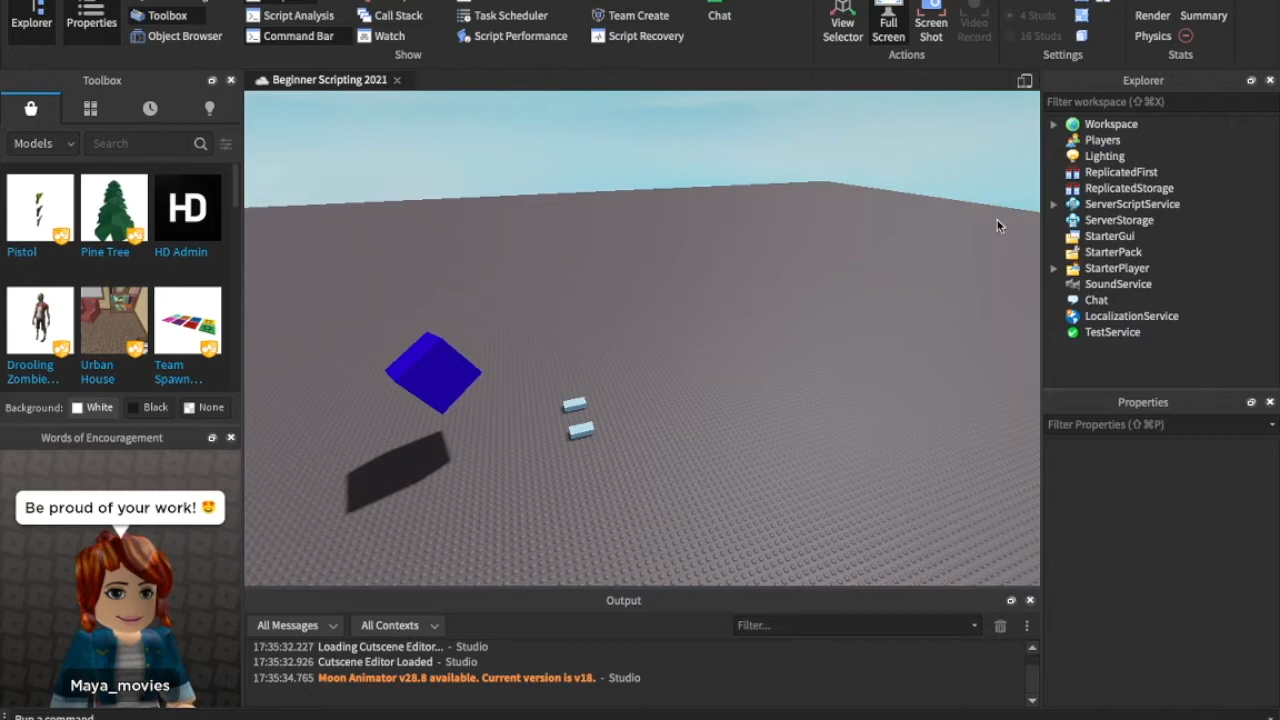 Explorer
Properties
Toolbox
Object Browser
Script Analysis
Command Bar
Call Stack
Watch
Task Scheduler
Script Performance
Team Create
Script Recovery
Chat
Show
View
Selector
Full
Screen
Screen
Shot
Video
Record
Actions
4 Studs
16 Studs
Settings
Render
Summary
Physics
Stats
Toolbox
Models
Search
Pistol
Pine Tree
HD
HD Admin
Drooling
Zombie...
Urban
House
Team
Spawn...
Background:
White
Black
None
Words of Encouragement
Be proud of your work! 🤩
Maya_movies
Beginner Scripting 2021
Output
All Messages
All Contexts
Filter...
17:35:32.227 Loading Cutscene Editor... - Studio
17:35:32.926 Cutscene Editor Loaded - Studio
17:35:34.765 Moon Animator v28.8 available. Current version is v18. - Studio
Run a command
Explorer
Filter workspace (⇧⌘X)
Workspace
Players
Lighting
ReplicatedFirst
ReplicatedStorage
ServerScriptService
ServerStorage
StarterGui
StarterPack
StarterPlayer
SoundService
Chat
LocalizationService
TestService
Properties
Filter Properties (⇧⌘P)